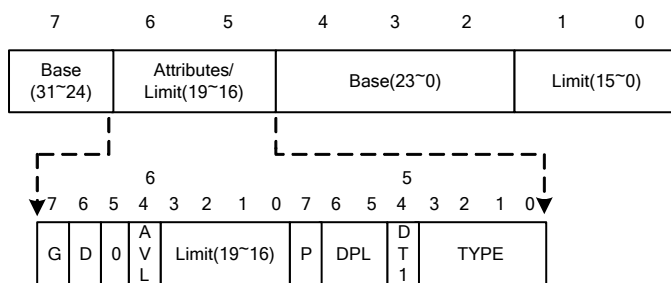 7 6 5 4 3 2 1 0
Base Attributes/ Base(23~0) Limit(15~0)
(31~24) Limit(19~16)
6 5
7 6 5 4 3 2 1 0 7 6 5 4 3 2 1 0
G D 0 AVL Limit(19~16) P DPL DT1 TYPE